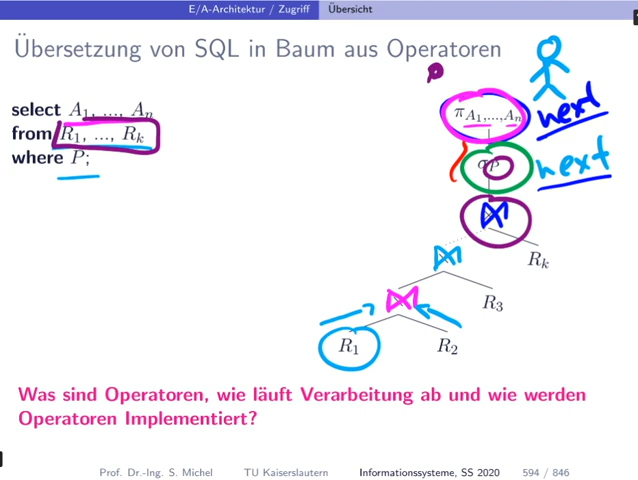 E/A-Architektur / Zugriff Übersicht
Übersetzung von SQL in Baum aus Operatoren
select A₁, ..., Aₙ
from R₁, ..., Rₖ
where P;
π A₁,...,Aₙ
next
σ P
next
⋈
Rₖ
⋈
R₃
⋈
R₁ R₂
Was sind Operatoren, wie läuft Verarbeitung ab und wie werden
Operatoren Implementiert?
Prof. Dr.-Ing. S. Michel TU Kaiserslautern Informationssysteme, SS 2020 594 / 846